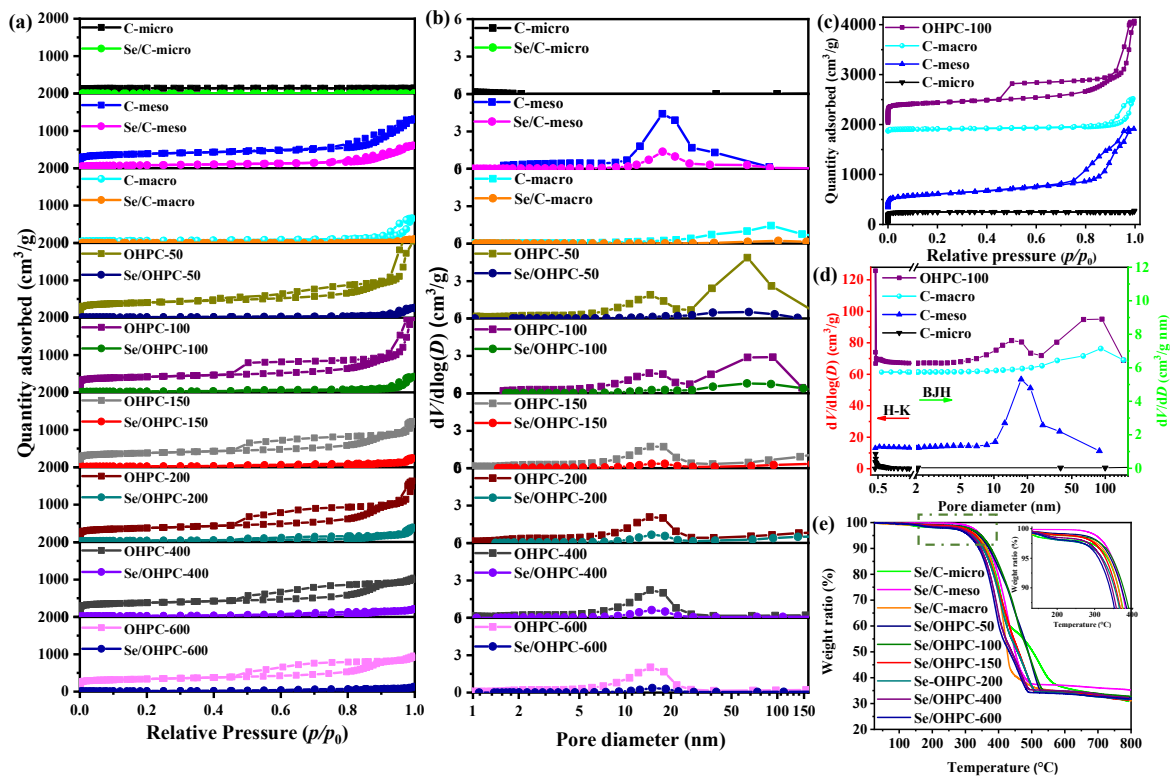 (a)
Quantity adsorbed (cm³/g)
2000
1000
C-micro
Se/C-micro
2000
1000
C-meso
Se/C-meso
2000
1000
C-macro
Se/C-macro
2000
1000
OHPC-50
Se/OHPC-50
2000
1000
OHPC-100
Se/OHPC-100
2000
1000
OHPC-150
Se/OHPC-150
2000
1000
OHPC-200
Se/OHPC-200
2000
1000
OHPC-400
Se/OHPC-400
2000
1000
OHPC-600
Se/OHPC-600
0
0.0 0.2 0.4 0.6 0.8 1.0
Relative Pressure (p/p₀)
(b)
dV/dlog(D) (cm³/g)
6
3
0
C-micro
Se/C-micro
3
0
C-meso
Se/C-meso
3
0
C-macro
Se/C-macro
3
0
OHPC-50
Se/OHPC-50
3
0
OHPC-100
Se/OHPC-100
3
0
OHPC-150
Se/OHPC-150
3
0
OHPC-200
Se/OHPC-200
3
0
OHPC-400
Se/OHPC-400
3
0
OHPC-600
Se/OHPC-600
1 2 10 20 100 150
Pore diameter (nm)
(c)
Quantity adsorbed (cm³/g)
4000
3000
2000
1000
0
OHPC-100
C-macro
C-meso
C-micro
0.0 0.2 0.4 0.6 0.8 1.0
Relative pressure (p/p₀)
(d)
dV/dlog(D) (cm³/g)
120
100
80
60
40
20
0
OHPC-100
C-macro
C-meso
C-micro
H-K
BJH
12
10
8
6
4
2
0
dV/dD (cm³/g nm)
0.5 2 5 10 20 50 100
Pore diameter (nm)
(e)
Weight ratio (%)
100
90
80
70
60
50
40
30
20
Se/C-micro
Se/C-meso
Se/C-macro
Se/OHPC-50
Se/OHPC-100
Se/OHPC-150
Se-OHPC-200
Se/OHPC-400
Se/OHPC-600
100 200 300 400 500 600 700 800
Temperature (°C)
Weight ratio (%)
100
95
90
200 300 400
Temperature (°C)